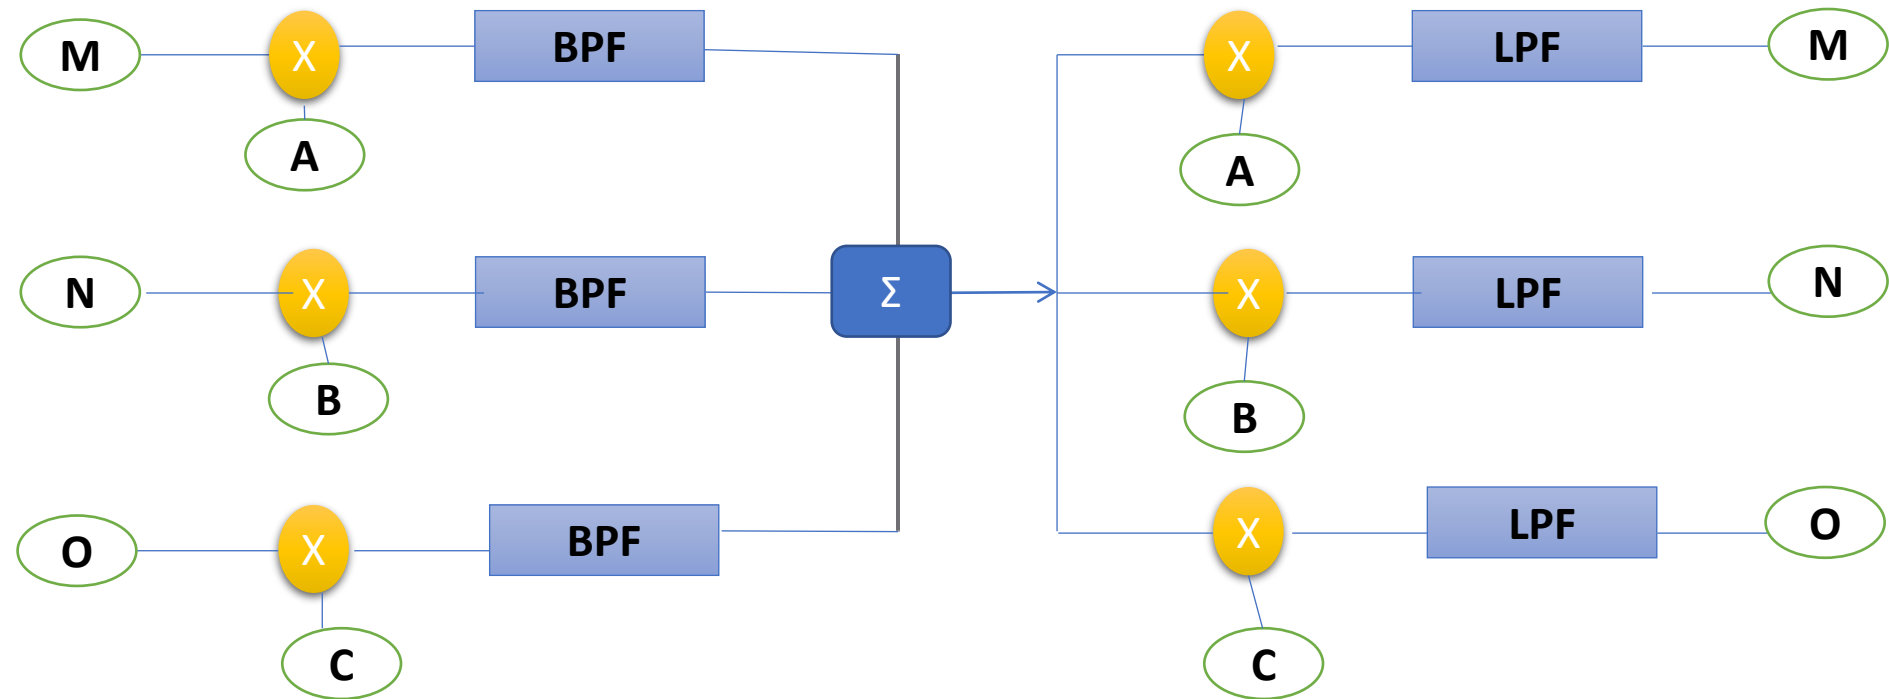 M X BPF X LPF M
A A
N X BPF Σ X LPF N
B B
O X BPF X LPF O
C C